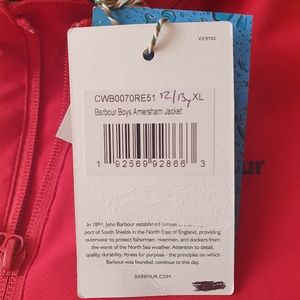 V3/9102
CWB0070RE51 12/13y XL
Barbour Boys Amersham Jacket
1 92569 92866 3
our
In 18 , John Barbour established
port of South Shields in the North East of England, providing
outerwear to protect fishermen, rivermen, and dockers from
the worst of the North Sea weather. Attention to detail,
quality, durability, fitness for purpose - the principles on which
Barbour was founded, continue to this day.
BARBOUR.COM